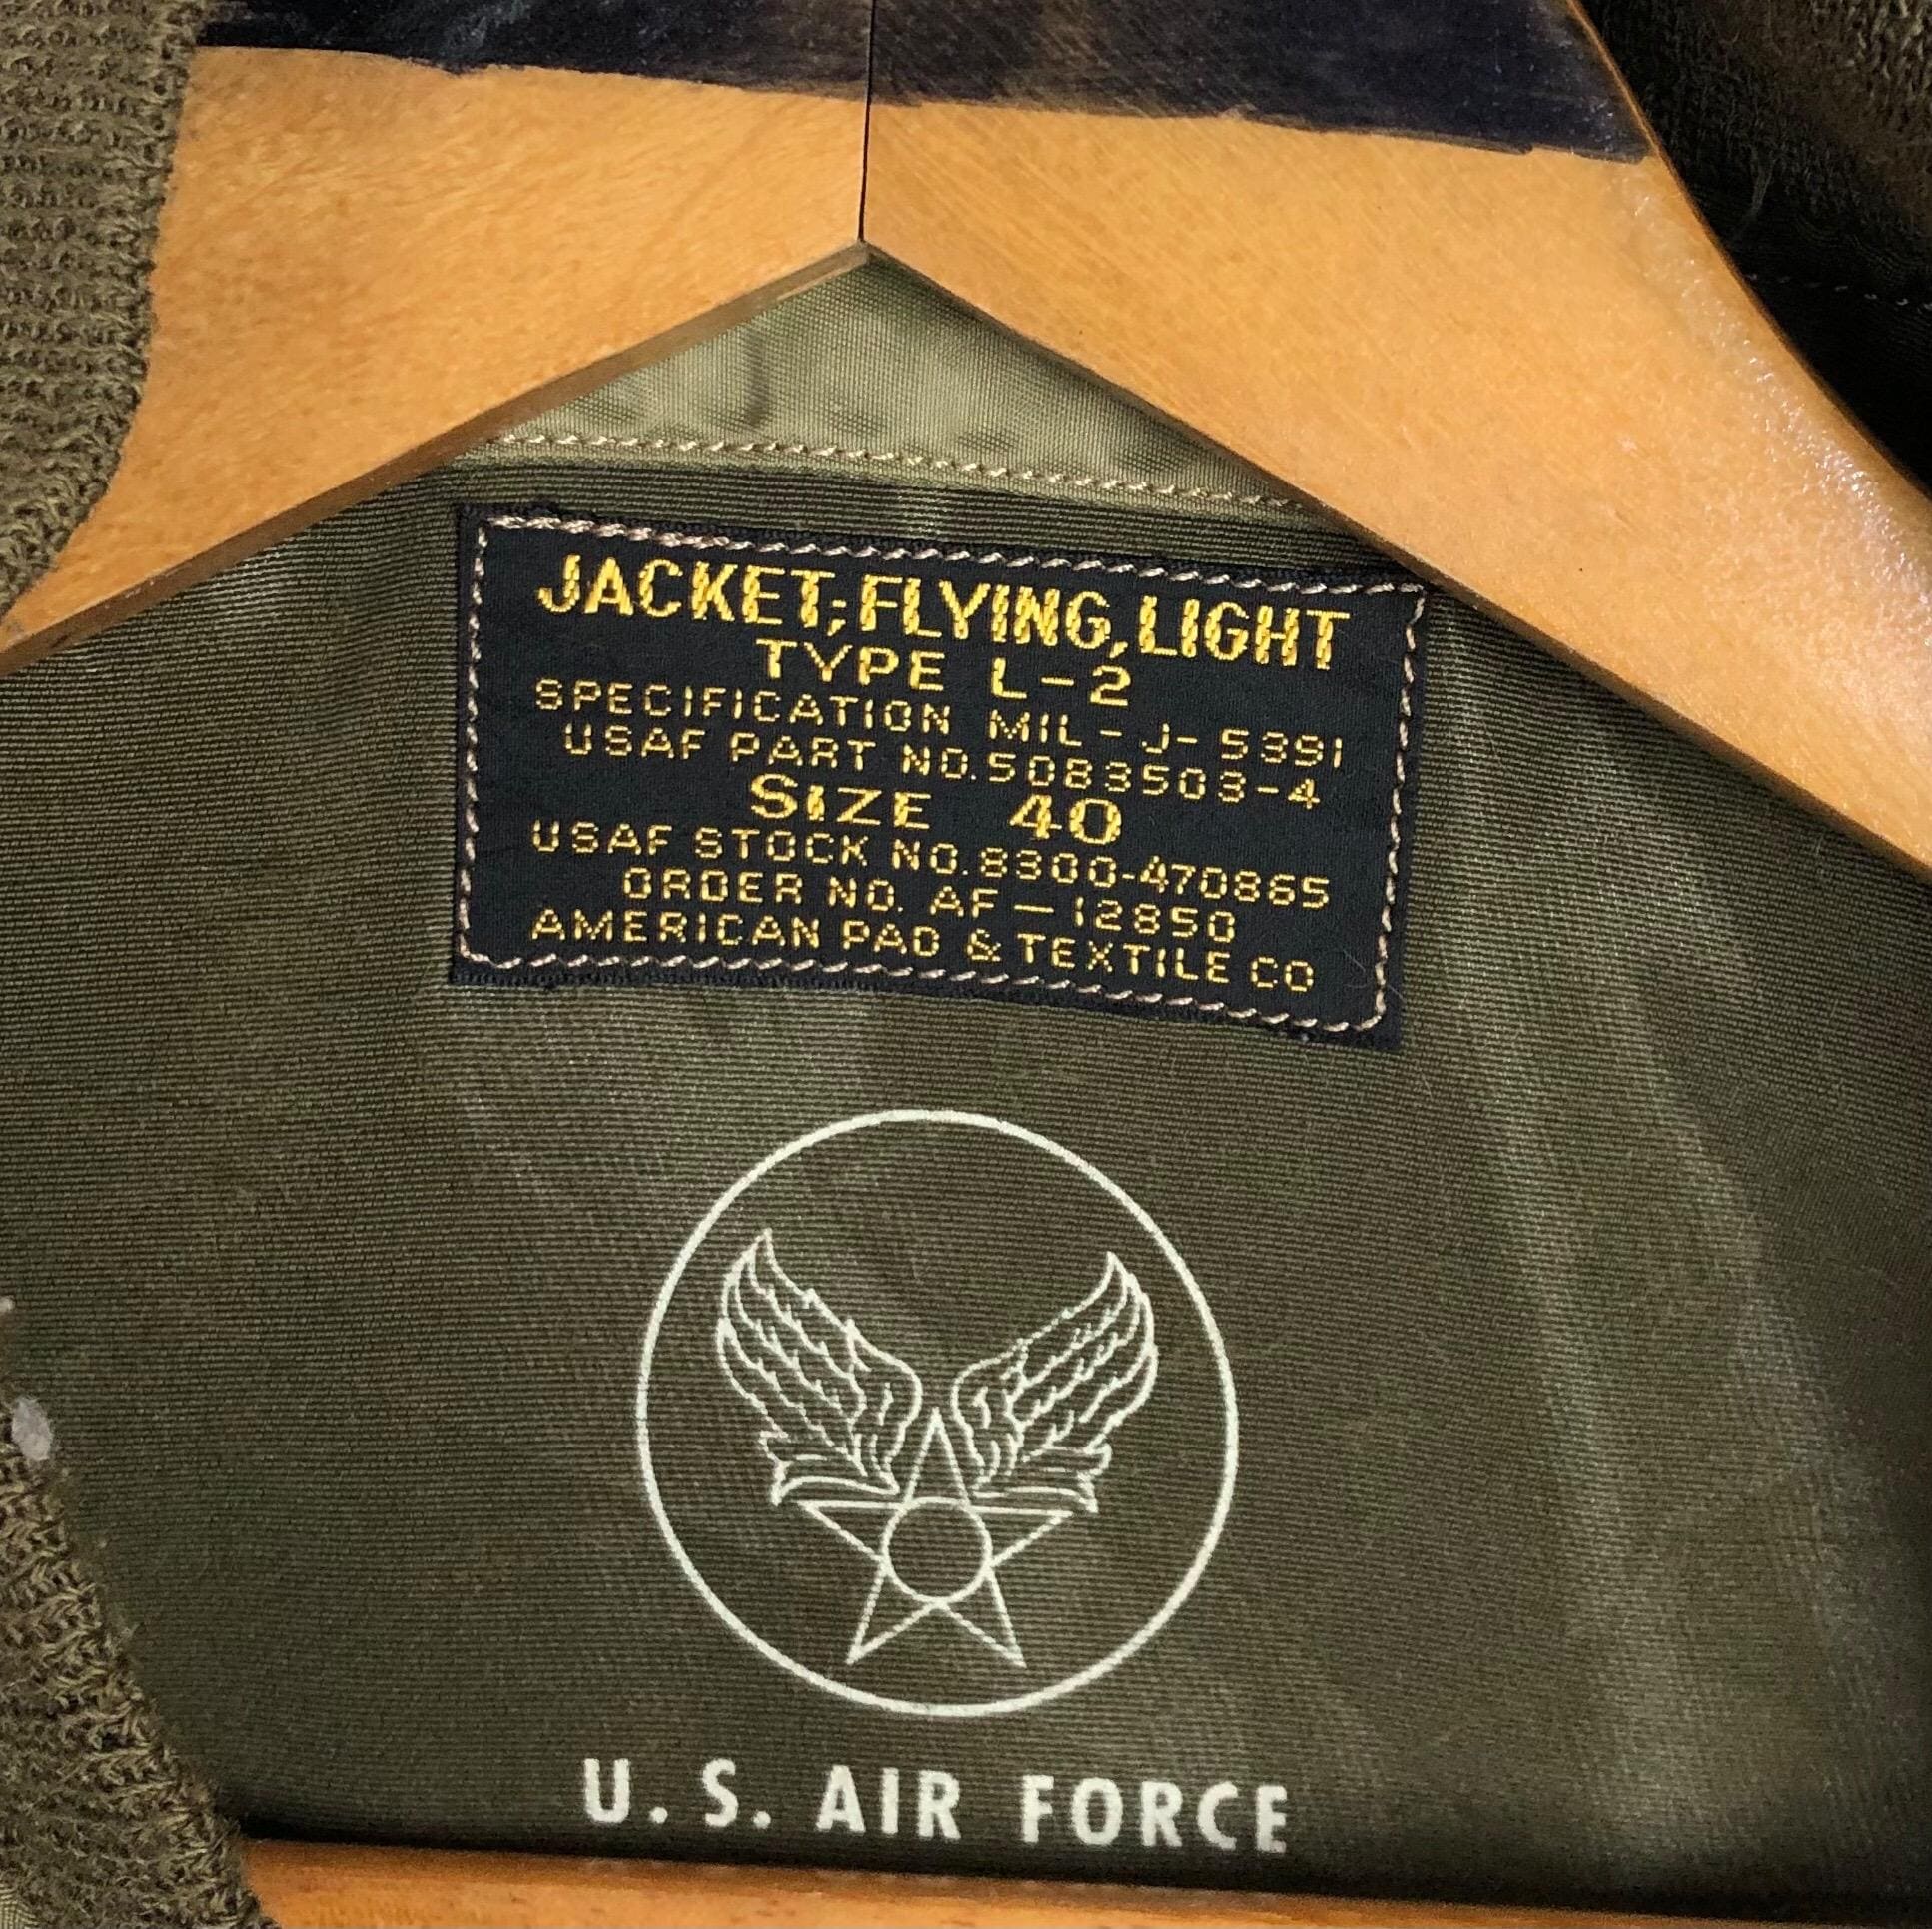 JACKET; FLYING, LIGHT
TYPE L-2
SPECIFICATION MIL-J-5391
USAF PART NO. 5083503-4
SIZE 40
USAF STOCK NO. 8300-470865
ORDER NO. AF-12850
AMERICAN PAD & TEXTILE CO
U.S. AIR FORCE